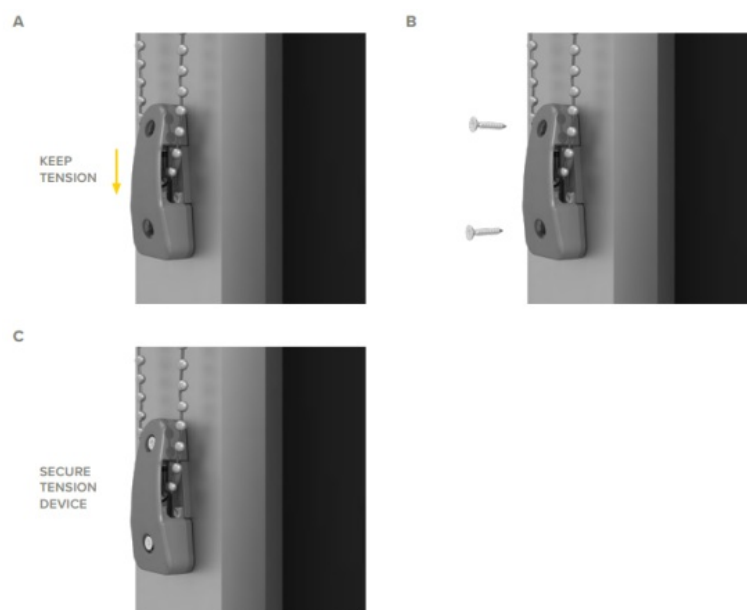 A
B
KEEP
TENSION
C
SECURE
TENSION
DEVICE